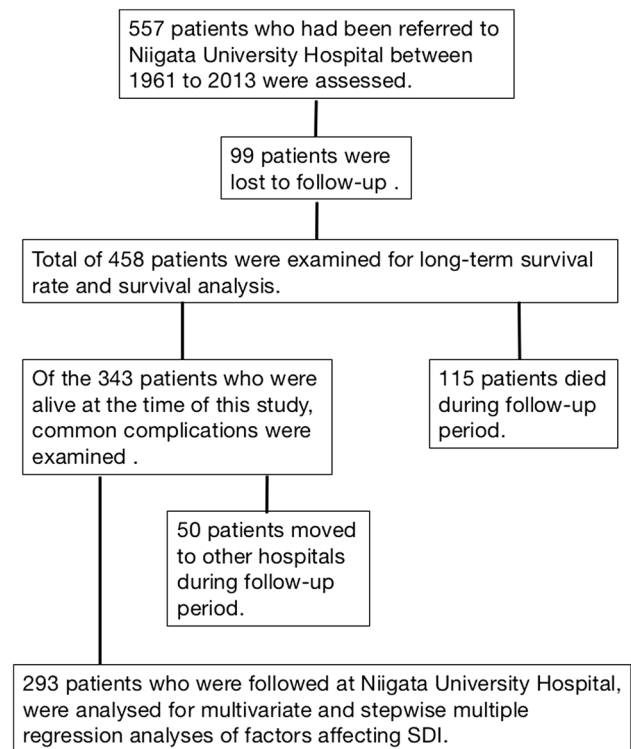 557 patients who had been referred to
Niigata University Hospital between
1961 to 2013 were assessed.
99 patients were
lost to follow-up .
Total of 458 patients were examined for long-term survival
rate and survival analysis.
Of the 343 patients who were
alive at the time of this study,
common complications were
examined .
115 patients died
during follow-up
period.
50 patients moved
to other hospitals
during follow-up
period.
293 patients who were followed at Niigata University Hospital,
were analysed for multivariate and stepwise multiple
regression analyses of factors affecting SDI.